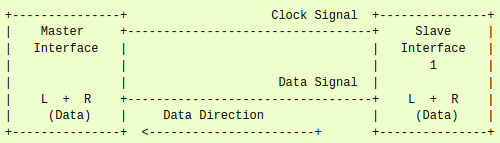 +---------------+                    Clock Signal  +---------------+
|    Master     +----------------------------------+     Slave     |
|   Interface   |                                  |   Interface   |
|               |                                  |       1       |
|               |                     Data Signal  |               |
|    L  +  R    +----------------------------------+    L  +  R    |
|     (Data)    |     Data Direction               |     (Data)    |
+---------------+  <----------------------+       +---------------+